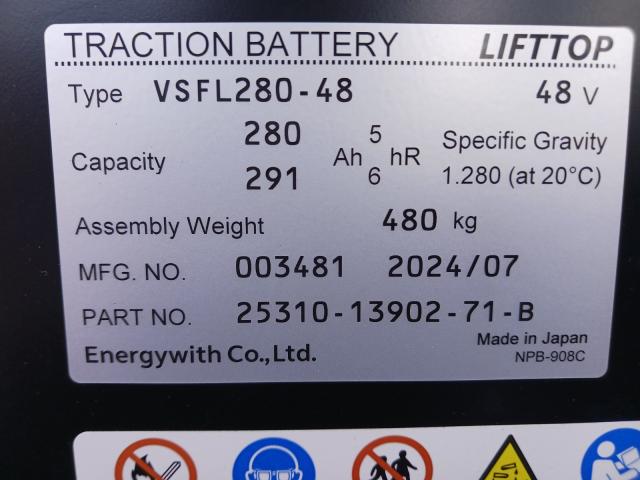 TRACTION BATTERY LIFTTOP
Type VSFL280-48 48 V
Capacity 280 Ah 5 hR Specific Gravity
291 6 1.280 (at 20°C)
Assembly Weight 480 kg
MFG. NO. 003481 2024/07
PART NO. 25310-13902-71-B
Energywith Co.,Ltd. Made in Japan
NPB-908C